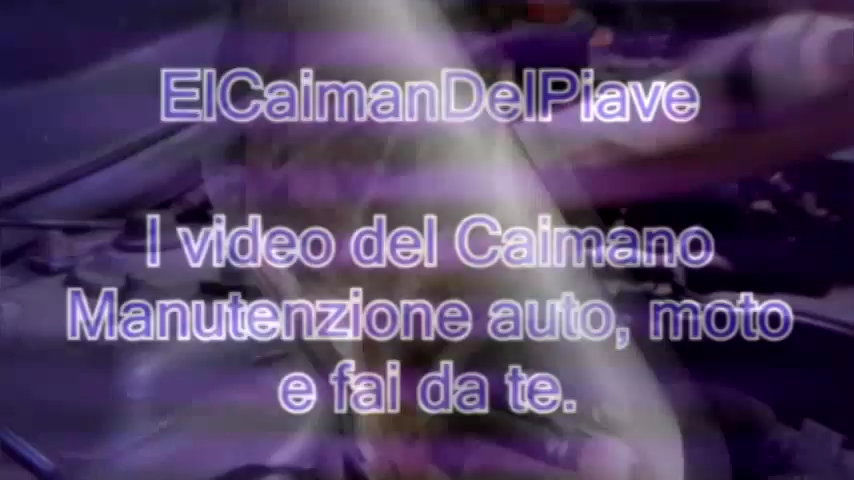 ElCaimanDelPiave
I video del Caimano
Manutenzione auto, moto
e fai da te.